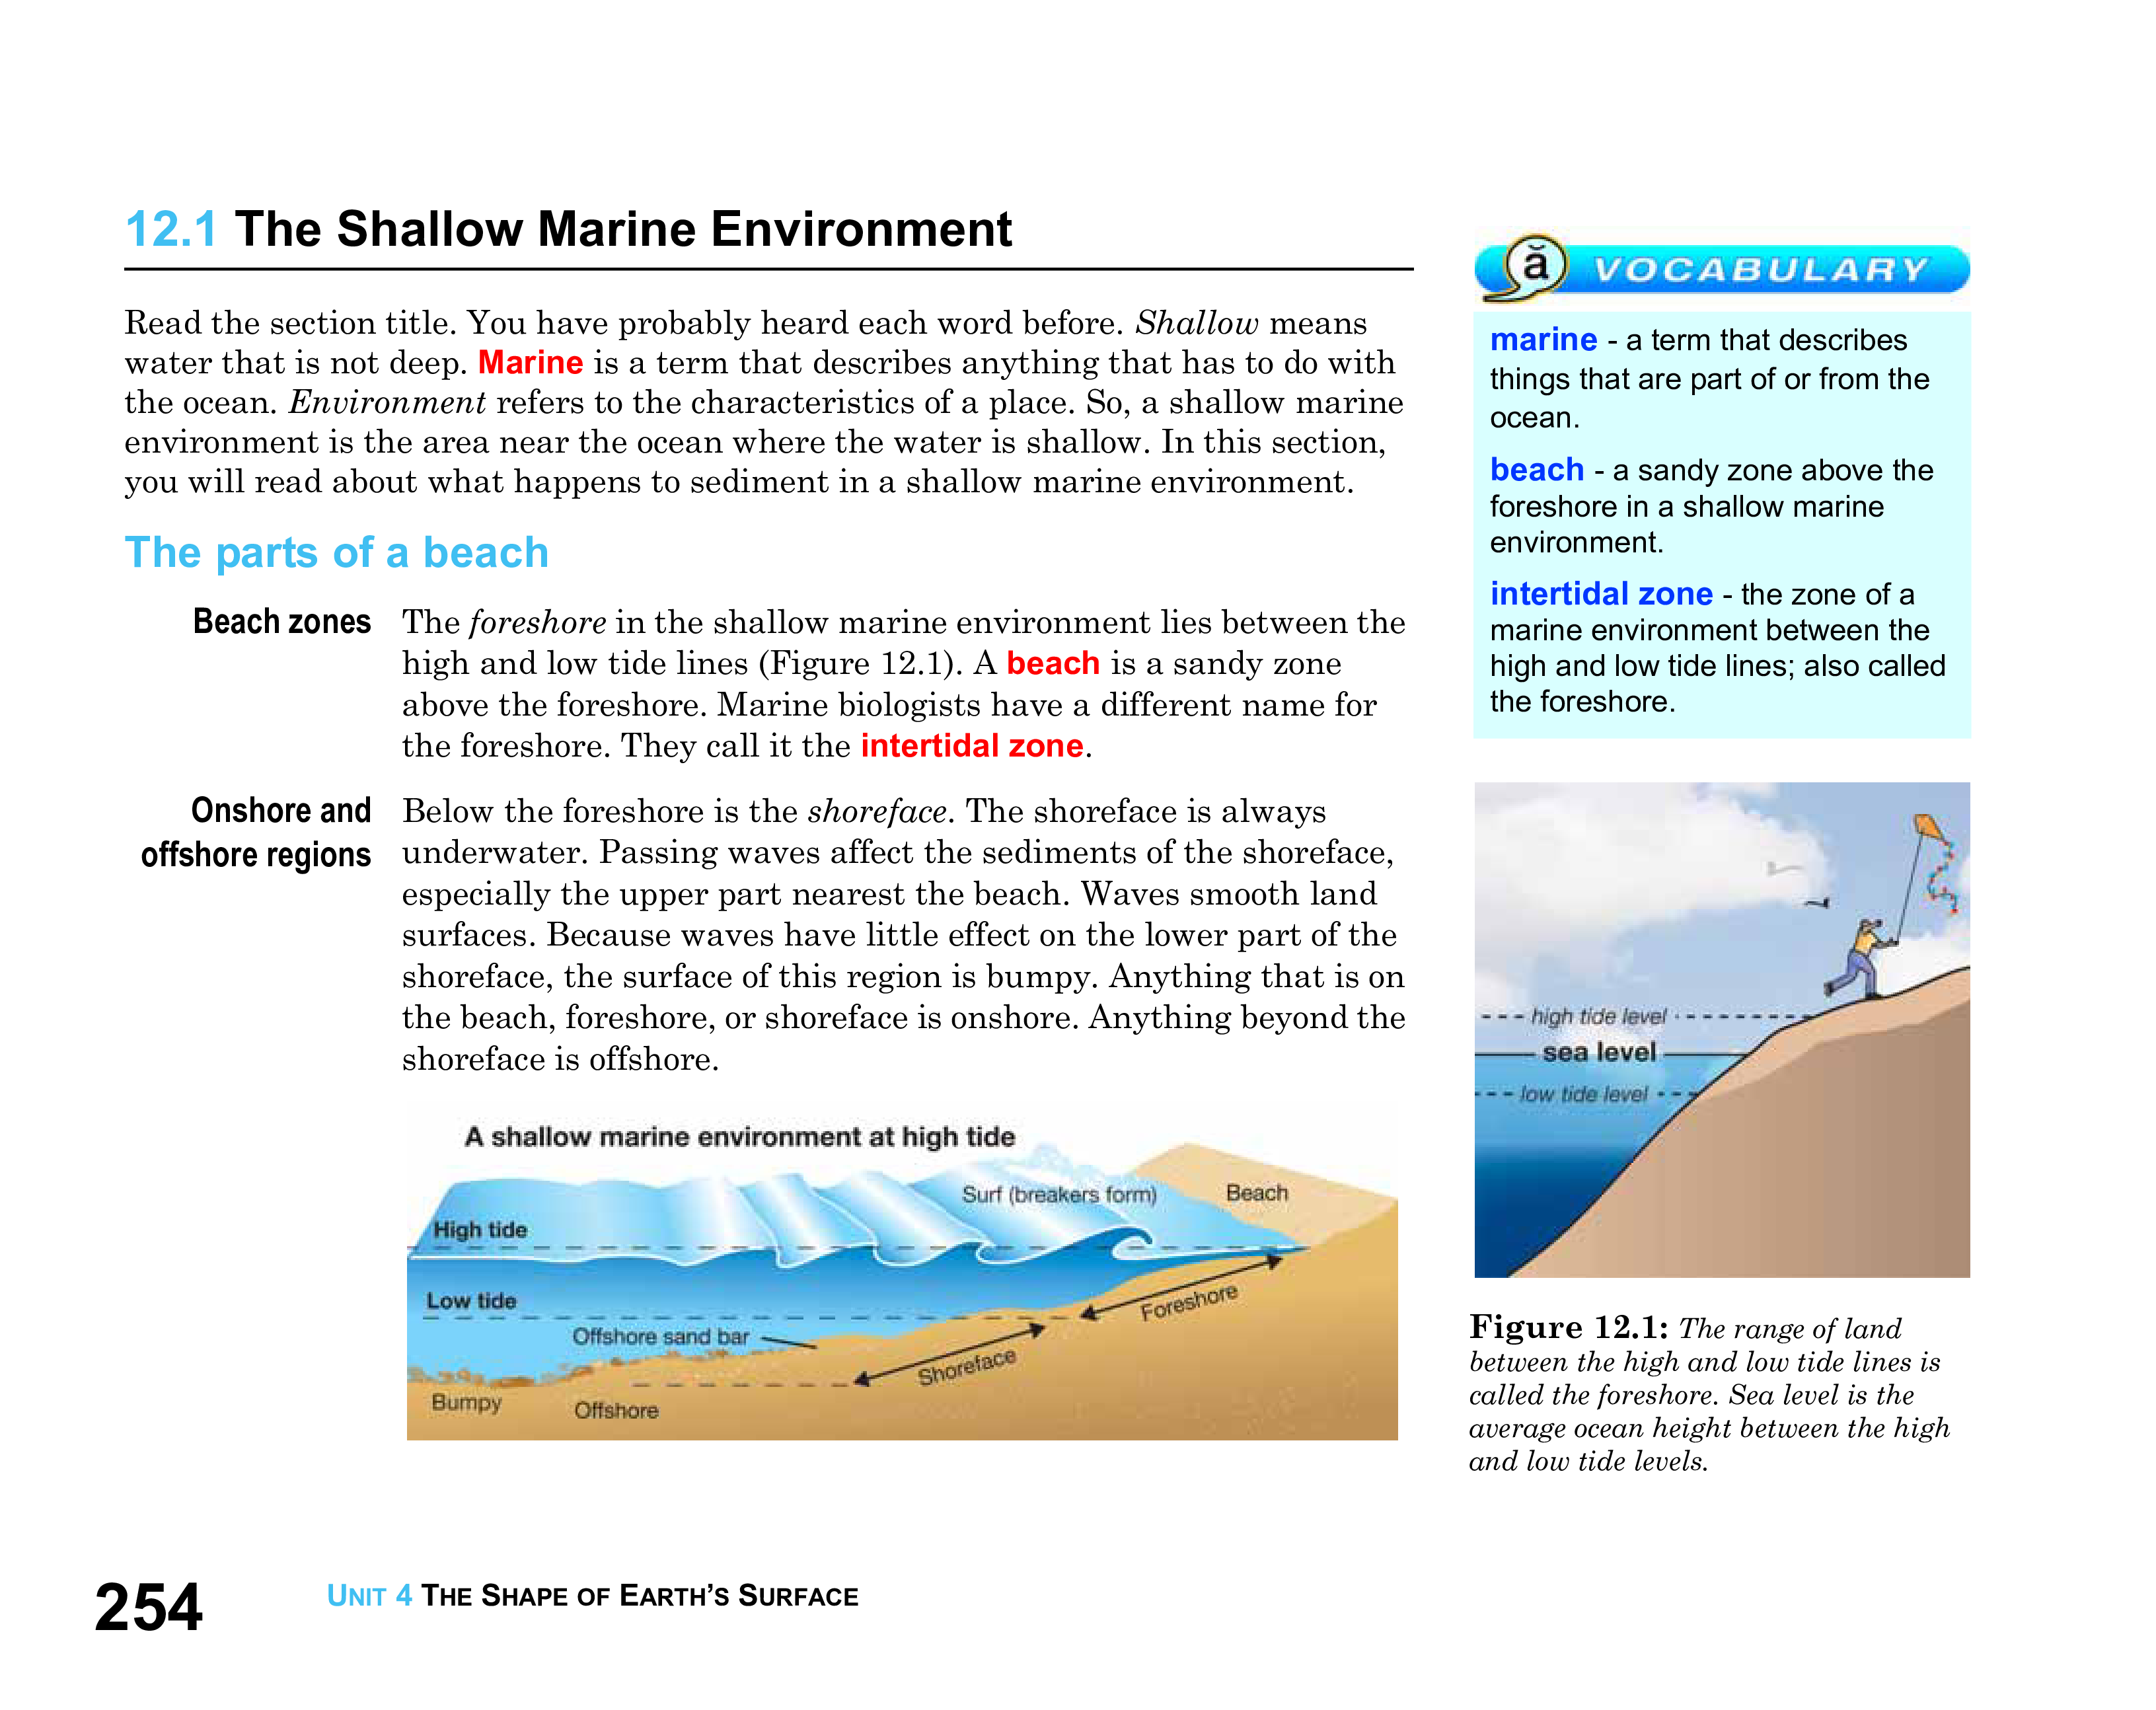 12.1 The Shallow Marine Environment
Read the section title. You have probably heard each word before. Shallow means
water that is not deep. Marine is a term that describes anything that has to do with
the ocean. Environment refers to the characteristics of a place. So, a shallow marine
environment is the area near the ocean where the water is shallow. In this section,
you will read about what happens to sediment in a shallow marine environment.
The parts of a beach
Beach zones
The foreshore in the shallow marine environment lies between the
high and low tide lines (Figure 12.1). A beach is a sandy zone
above the foreshore. Marine biologists have a different name for
the foreshore. They call it the intertidal zone.
Onshore and
offshore regions
Below the foreshore is the shoreface. The shoreface is always
underwater. Passing waves affect the sediments of the shoreface,
especially the upper part nearest the beach. Waves smooth land
surfaces. Because waves have little effect on the lower part of the
shoreface, the surface of this region is bumpy. Anything that is on
the beach, foreshore, or shoreface is onshore. Anything beyond the
shoreface is offshore.
A shallow marine environment at high tide
Surf (breakers form)
Beach
High tide
Low tide
Foreshore
Offshore sand bar
Shoreface
Bumpy
Offshore
ă VOCABULARY
marine - a term that describes
things that are part of or from the
ocean.
beach - a sandy zone above the
foreshore in a shallow marine
environment.
intertidal zone - the zone of a
marine environment between the
high and low tide lines; also called
the foreshore.
high tide level
sea level
low tide level
Figure 12.1: The range of land
between the high and low tide lines is
called the foreshore. Sea level is the
average ocean height between the high
and low tide levels.
254
UNIT 4 THE SHAPE OF EARTH'S SURFACE